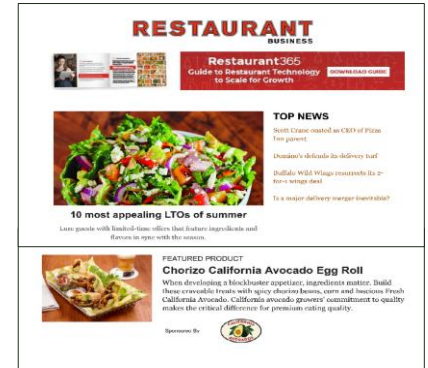 RESTAURANT
BUSINESS
Restaurant365
Guide to Restaurant Technology
to Scale for Growth
DOWNLOAD GUIDE
TOP NEWS
Scott Crane ousted as CEO of Pizza
Inn parent
Domino's defends its delivery turf
Buffalo Wild Wings resurrects its 2-
for-1 wings deal
Is a major delivery merger inevitable?
10 most appealing LTOs of summer
Lure guests with limited-time offers that feature ingredients and
flavors in sync with the season.
FEATURED PRODUCT
Chorizo California Avocado Egg Roll
When developing a blockbuster appetizer, ingredients matter. Build
these craveable treats with spicy chorizo beans, corn and luscious Fresh
California Avocado. California avocado growers' commitment to quality
makes the critical difference for premium eating quality.
Sponsored By
CALIFORNIA
AVOCADOS